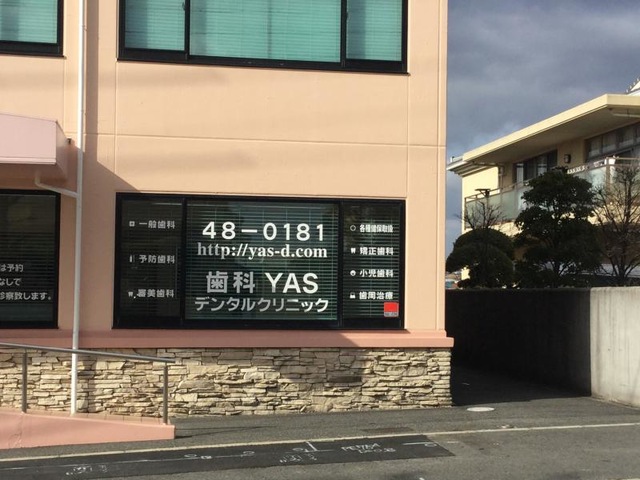 は予約
なしで
診察致します。
一般歯科
予防歯科
審美歯科
48-0181
http://yas-d.com
歯科 YAS
デンタルクリニック
各種健保取扱
矯正歯科
小児歯科
歯周治療